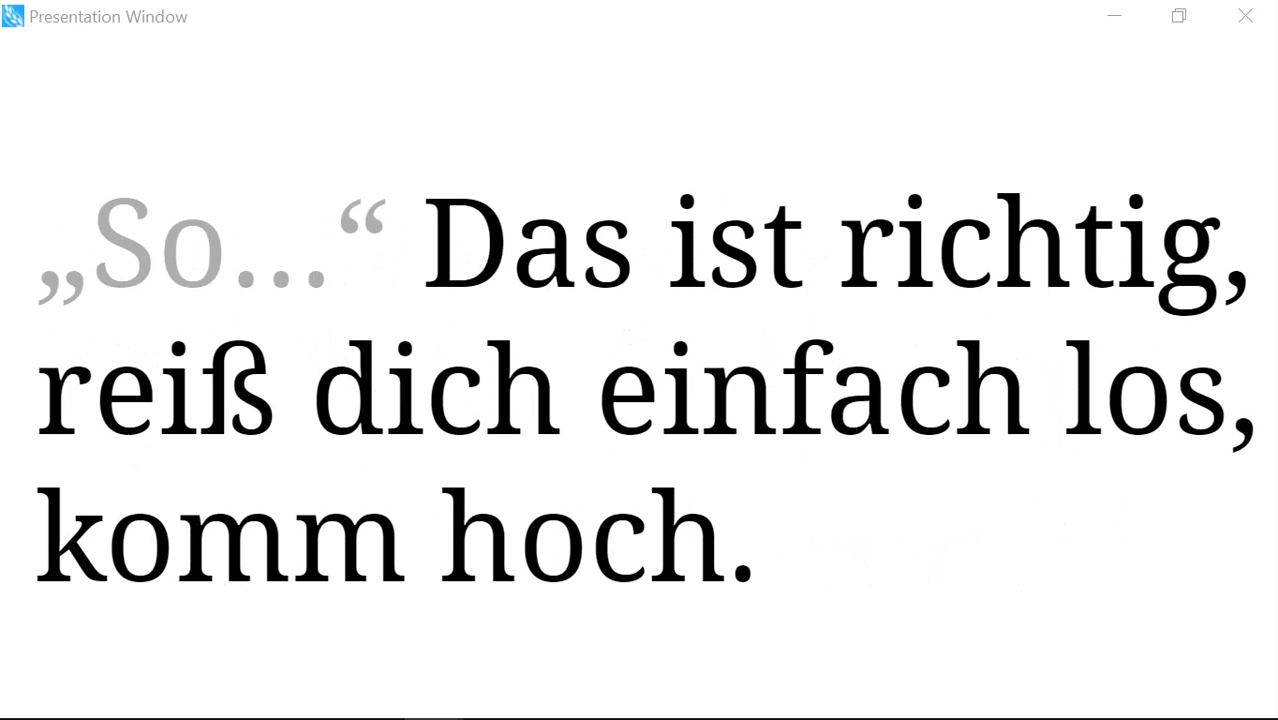 Presentation Window
„So…“ Das ist richtig,
reiß dich einfach los,
komm hoch.